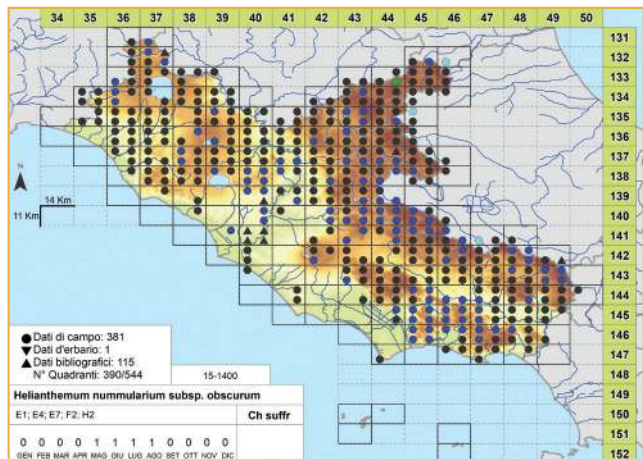 34 35 36 37 38 39 40 41 42 43 44 45 46 47 48 49 50
131
132
133
134
135
136
137
138
139
140
141
142
143
144
145
146
147
148
149
150
151
152
N
14 Km
11 Km
● Dati di campo: 381
▼ Dati d'erbario: 1
▲ Dati bibliografici: 115
N° Quadranti: 390/544 15-1400
Helianthemum nummularium subsp. obscurum
E1; E4; E7; F2; H2 Ch suffr
0 0 0 0 1 1 1 1 0 0 0 0
GEN FEB MAR APR MAG GIU LUG AGO SET OTT NOV DIC